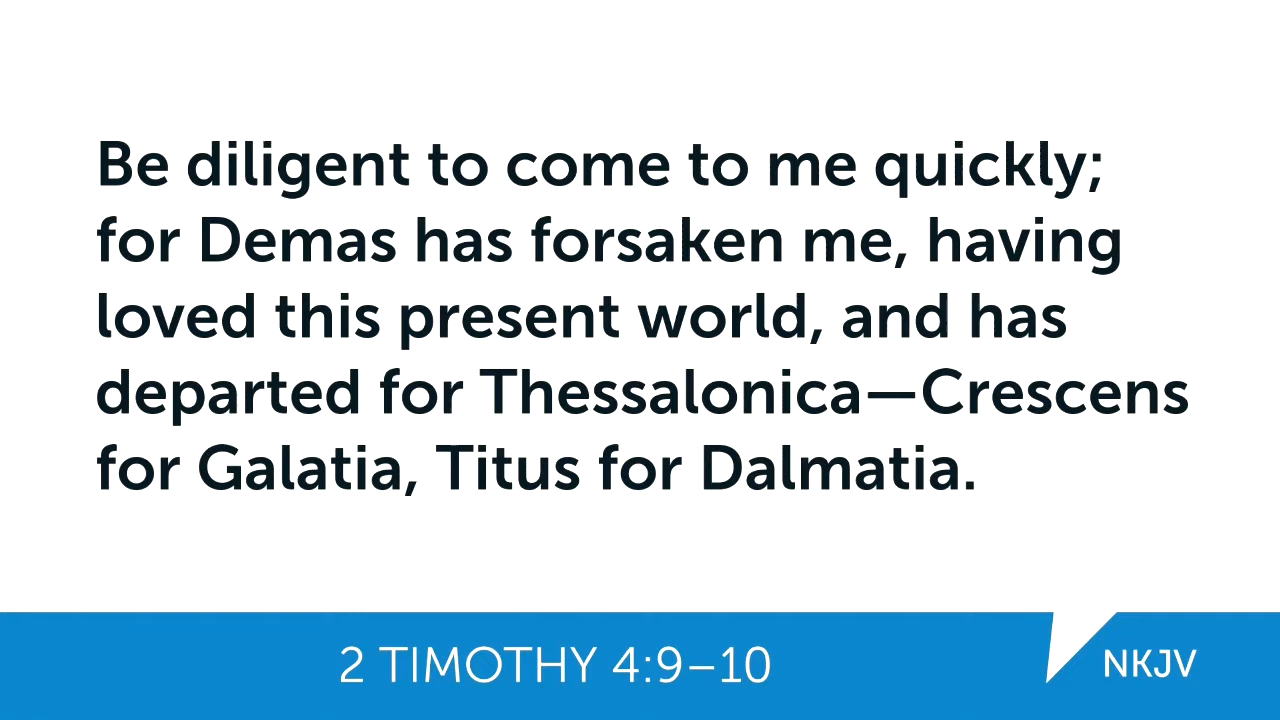 Be diligent to come to me quickly;
for Demas has forsaken me, having
loved this present world, and has
departed for Thessalonica—Crescens
for Galatia, Titus for Dalmatia.
2 TIMOTHY 4:9–10
NKJV